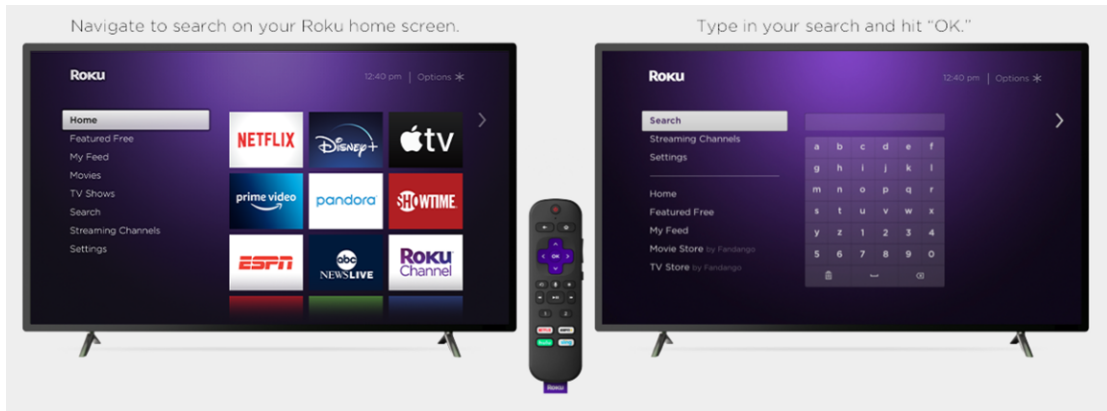 Navigate to search on your Roku home screen.
Type in your search and hit “OK.”
Roku
12:40 pm | Options
Home
Featured Free
My Feed
Movies
TV Shows
Search
Streaming Channels
Settings
NETFLIX
Disney+
tv
prime video
pandora
SHOWTIME
ESPN
abc
NEWSLIVE
Roku
Channel
OK
1 2
Roku
Roku
12:40 pm | Options
Search
Streaming Channels
Settings
Home
Featured Free
My Feed
Movie Store by Fandango
TV Store by Fandango
a b c d e f
g h i j k l
m n o p q r
s t u v w x
y z 1 2 3 4
5 6 7 8 9 0